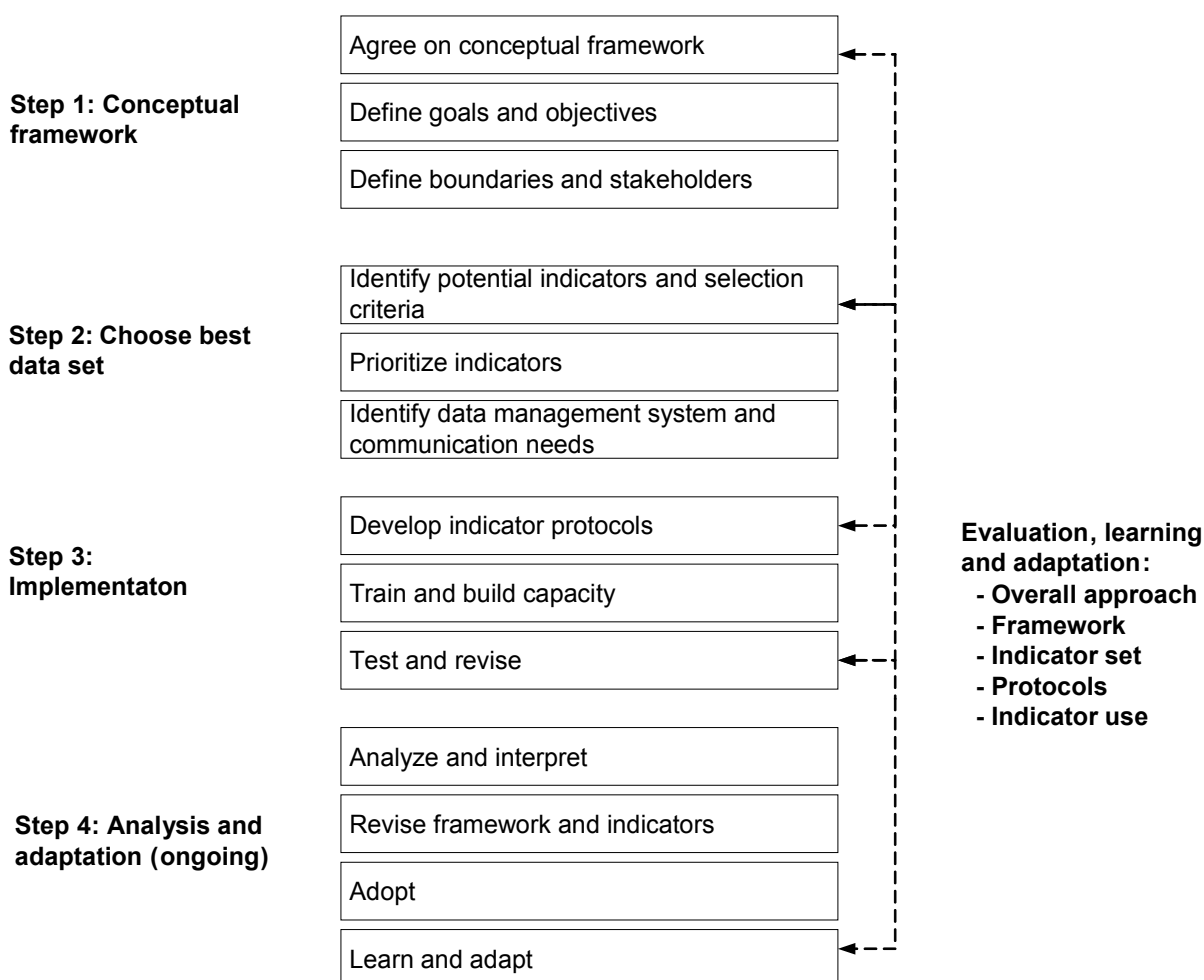 Agree on conceptual framework
Step 1: Conceptual
framework
Define goals and objectives
Define boundaries and stakeholders
Identify potential indicators and selection
criteria
Step 2: Choose best
data set
Prioritize indicators
Identify data management system and
communication needs
Develop indicator protocols
Step 3:
Implementaton
Train and build capacity
Test and revise
Evaluation, learning
and adaptation:
- Overall approach
- Framework
- Indicator set
- Protocols
- Indicator use
Analyze and interpret
Step 4: Analysis and
adaptation (ongoing)
Revise framework and indicators
Adopt
Learn and adapt